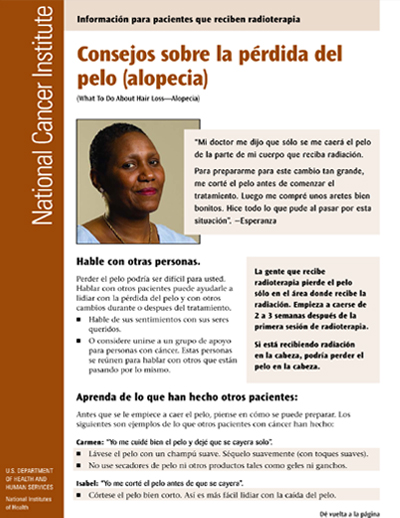 National Cancer Institute
Información para pacientes que reciben radioterapia
Consejos sobre la pérdida del
pelo (alopecia)
(What To Do About Hair Loss—Alopecia)
"Mi doctor me dijo que sólo se me caerá el pelo
de la parte de mi cuerpo que reciba radiación.
Para prepararme para este cambio tan grande,
me corté el pelo antes de comenzar el
tratamiento. Luego me compré unos aretes bien
bonitos. Hice todo lo que pude al pasar por esta
situación". —Esperanza
Hable con otras personas.
Perder el pelo podría ser difícil para usted.
Hablar con otros pacientes puede ayudarle a
lidiar con la pérdida del pelo y con otros
cambios durante o despues del tratamiento.
■ Hable de sus sentimientos con sus seres
queridos.
■ O considere unirse a un grupo de apoyo
para personas con cáncer. Estas personas
se reúnen para hablar con otros que están
pasando por lo mismo.
La gente que recibe
radioterapia pierde el pelo
sólo en el área donde recibe la
radiación. Empieza a caerse de
2 a 3 semanas después de la
primera sesión de radioterapia.
Si está recibiendo radiación
en la cabeza, podría perder el
pelo en la cabeza.
Aprenda de lo que han hecho otros pacientes:
Antes que se le empiece a caer el pelo, piense en cómo se puede preparar. Los
siguientes son ejemplos de lo que otros pacientes con cáncer han hecho:
Carmen: "Yo me cuidé bien el pelo y dejé que se cayera solo".
■ Lávese el pelo con un champú suave. Séquelo suavemente (con toques suaves).
■ No use secadores de pelo ni otros productos tales como geles ni ganchos.
Isabel: "Yo me corté el pelo antes de que se cayera".
■ Córtese el pelo bien corto. Así es más fácil lidiar con la caída del pelo.
U.S. DEPARTMENT
OF HEALTH AND
HUMAN SERVICES
National Institutes
of Health
Dé vuelta a la página